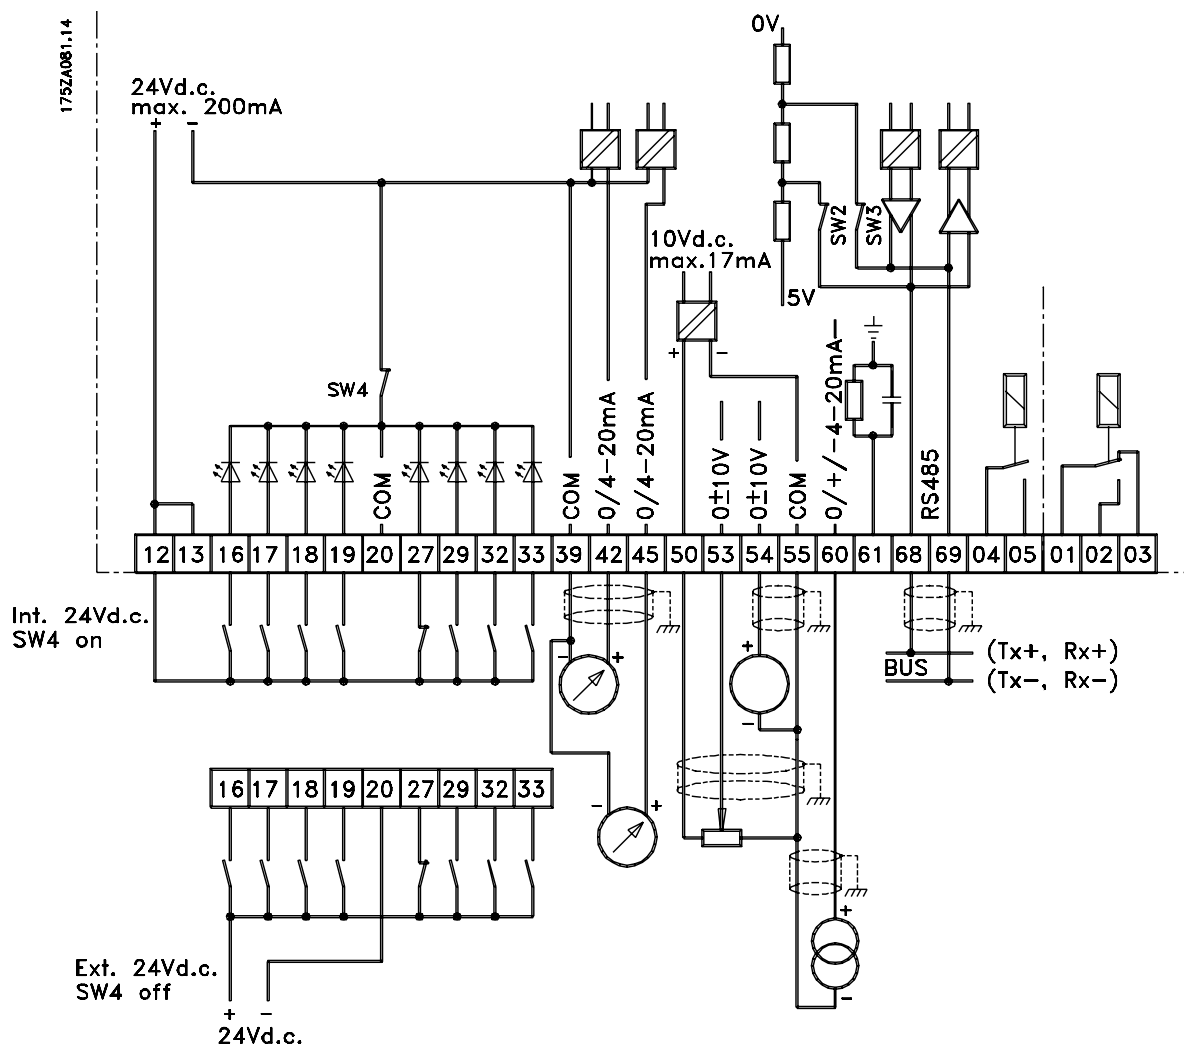 175ZA081.14
24Vd.c.
max. 200mA
+ −
0V
SW2
SW3
5V
10Vd.c.
max.17mA
+ −
SW4
COM
COM
0/4−20mA
0/4−20mA
0±10V
0±10V
COM
0/+/−4−20mA
RS485
12 13 16 17 18 19 20 27 29 32 33 39 42 45 50 53 54 55 60 61 68 69 04 05 01 02 03
Int. 24Vd.c.
SW4 on
− +
+
−
BUS
(Tx+, Rx+)
(Tx−, Rx−)
16 17 18 19 20 27 29 32 33
− +
+
−
Ext. 24Vd.c.
SW4 off
+ −
24Vd.c.